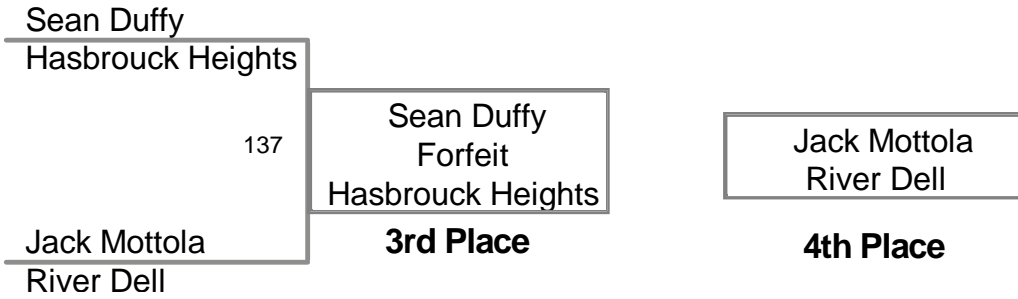 Sean Duffy
Hasbrouck Heights
137
Jack Mottola
River Dell
Sean Duffy
Forfeit
Hasbrouck Heights
3rd Place
Jack Mottola
River Dell
4th Place